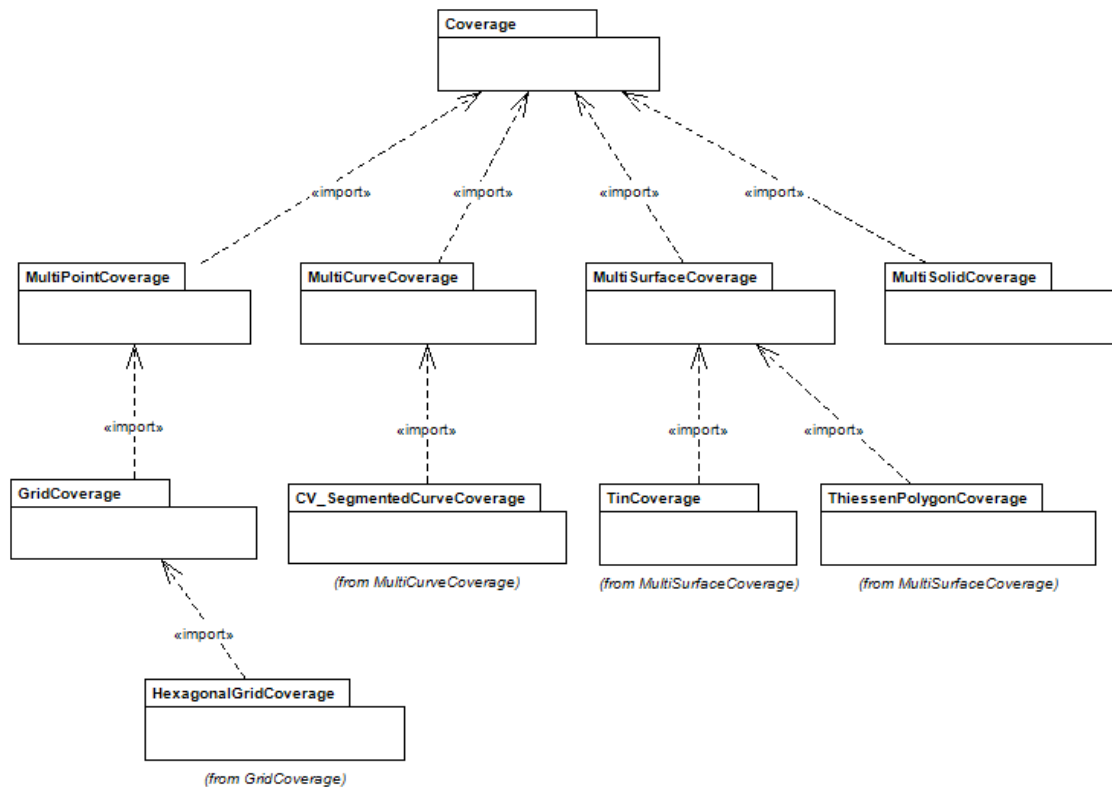 Coverage
«import»
«import»
«import»
«import»
MultiPointCoverage
MultiCurveCoverage
MultiSurfaceCoverage
MultiSolidCoverage
«import»
«import»
«import»
«import»
GridCoverage
CV_SegmentedCurveCoverage
TinCoverage
ThiessenPolygonCoverage
(from MultiCurveCoverage)
(from MultiSurfaceCoverage)
(from MultiSurfaceCoverage)
«import»
HexagonalGridCoverage
(from GridCoverage)